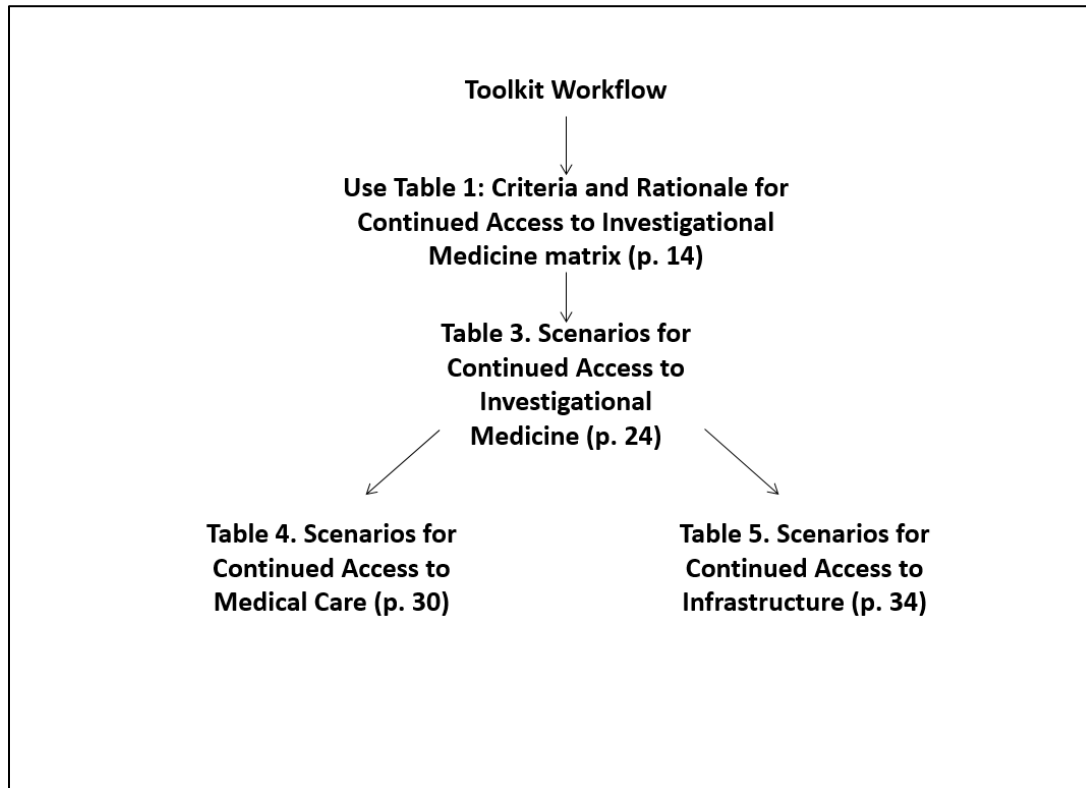 Toolkit Workflow
Use Table 1: Criteria and Rationale for
Continued Access to Investigational
Medicine matrix (p. 14)
Table 3. Scenarios for
Continued Access to
Investigational
Medicine (p. 24)
Table 4. Scenarios for
Continued Access to
Medical Care (p. 30)
Table 5. Scenarios for
Continued Access to
Infrastructure (p. 34)